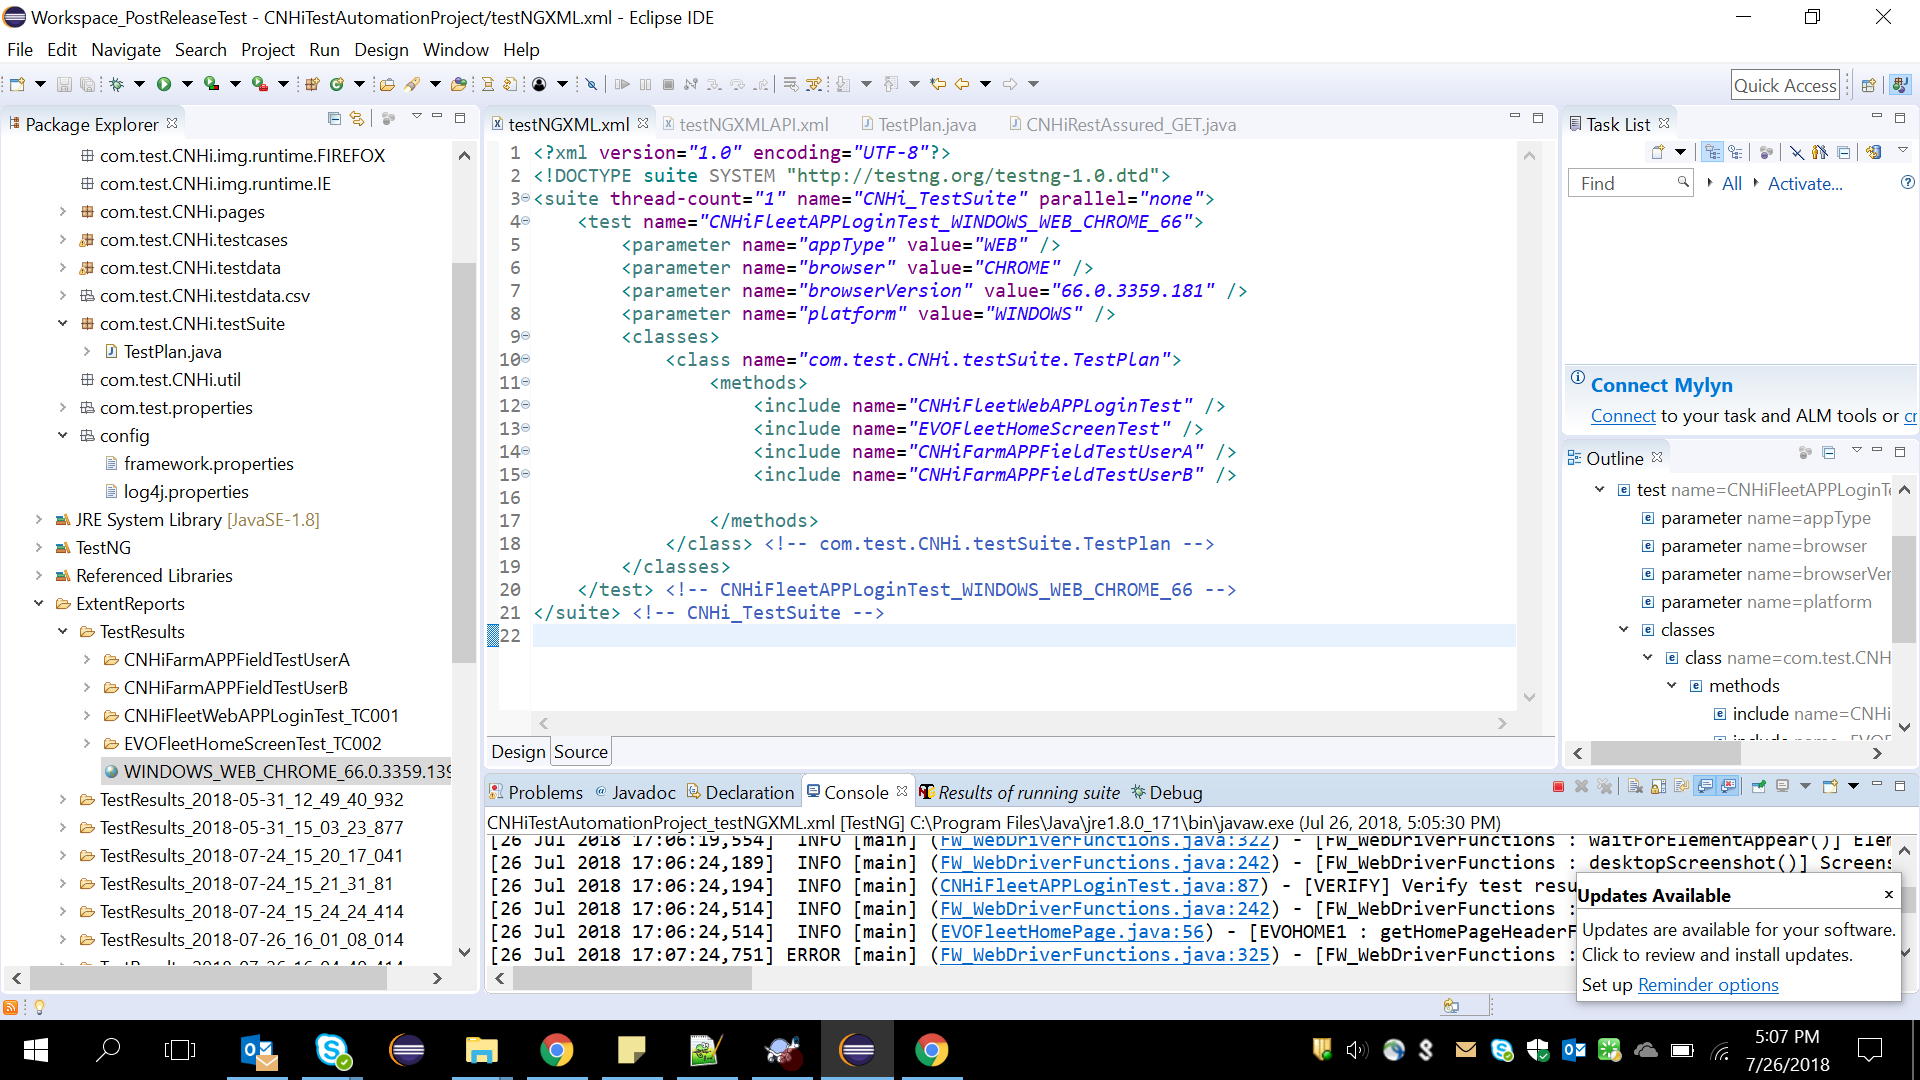 Workspace_PostReleaseTest - CNHiTestAutomationProject/testNGXML.xml - Eclipse IDE
File Edit Navigate Search Project Run Design Window Help
Quick Access
Package Explorer
com.test.CNHi.img.runtime.FIREFOX
com.test.CNHi.img.runtime.IE
com.test.CNHi.pages
com.test.CNHi.testcases
com.test.CNHi.testdata
com.test.CNHi.testdata.csv
com.test.CNHi.testSuite
TestPlan.java
com.test.CNHi.util
com.test.properties
config
framework.properties
log4j.properties
JRE System Library [JavaSE-1.8]
TestNG
Referenced Libraries
ExtentReports
TestResults
CNHiFarmAPPFieldTestUserA
CNHiFarmAPPFieldTestUserB
CNHiFleetWebAPPLoginTest_TC001
EVOFleetHomeScreenTest_TC002
WINDOWS_WEB_CHROME_66.0.3359.139
TestResults_2018-05-31_12_49_40_932
TestResults_2018-05-31_15_03_23_877
TestResults_2018-07-24_15_20_17_041
TestResults_2018-07-24_15_21_31_81
TestResults_2018-07-24_15_24_24_414
TestResults_2018-07-26_16_01_08_014
testNGXML.xml testNGXMLAPI.xml TestPlan.java CNHiRestAssured_GET.java
1 <?xml version="1.0" encoding="UTF-8"?>
2 <!DOCTYPE suite SYSTEM "http://testng.org/testng-1.0.dtd">
3 <suite thread-count="1" name="CNHi_TestSuite" parallel="none">
4 <test name="CNHiFleetAPPLoginTest_WINDOWS_WEB_CHROME_66">
5 <parameter name="appType" value="WEB" />
6 <parameter name="browser" value="CHROME" />
7 <parameter name="browserVersion" value="66.0.3359.181" />
8 <parameter name="platform" value="WINDOWS" />
9 <classes>
10 <class name="com.test.CNHi.testSuite.TestPlan">
11 <methods>
12 <include name="CNHiFleetWebAPPLoginTest" />
13 <include name="EVOFleetHomeScreenTest" />
14 <include name="CNHiFarmAPPFieldTestUserA" />
15 <include name="CNHiFarmAPPFieldTestUserB" />
16
17 </methods>
18 </class> <!-- com.test.CNHi.testSuite.TestPlan -->
19 </classes>
20 </test> <!-- CNHiFleetAPPLoginTest_WINDOWS_WEB_CHROME_66 -->
21 </suite> <!-- CNHi_TestSuite -->
22
Design Source
Task List
Find All Activate...
Connect Mylyn
Connect to your task and ALM tools or cr
Outline
test name=CNHiFleetAPPLoginTe
parameter name=appType
parameter name=browser
parameter name=browserVer
parameter name=platform
classes
class name=com.test.CNH
methods
include name=CNHi
Problems Javadoc Declaration Console Results of running suite Debug
CNHiTestAutomationProject_testNGXML.xml [TestNG] C:\Program Files\Java\jre1.8.0_171\bin\javaw.exe (Jul 26, 2018, 5:05:30 PM)
[26 Jul 2018 17:06:19,554] INFO [main] (FW_WebDriverFunctions.java:322) - [FW_WebDriverFunctions : waitForElementAppear()] Elem
[26 Jul 2018 17:06:24,189] INFO [main] (FW_WebDriverFunctions.java:242) - [FW_WebDriverFunctions : desktopScreenshot()] Screens
[26 Jul 2018 17:06:24,194] INFO [main] (CNHiFleetAPPLoginTest.java:87) - [VERIFY] Verify test resu
[26 Jul 2018 17:06:24,514] INFO [main] (FW_WebDriverFunctions.java:242) - [FW_WebDriverFunctions :
[26 Jul 2018 17:06:24,514] INFO [main] (EVOFleetHomePage.java:56) - [EVOHOME1 : getHomePageHeaderF
[26 Jul 2018 17:07:24,751] ERROR [main] (FW_WebDriverFunctions.java:325) - [FW_WebDriverFunctions :
Updates Available
Updates are available for your software.
Click to review and install updates.
Set up Reminder options
5:07 PM
7/26/2018